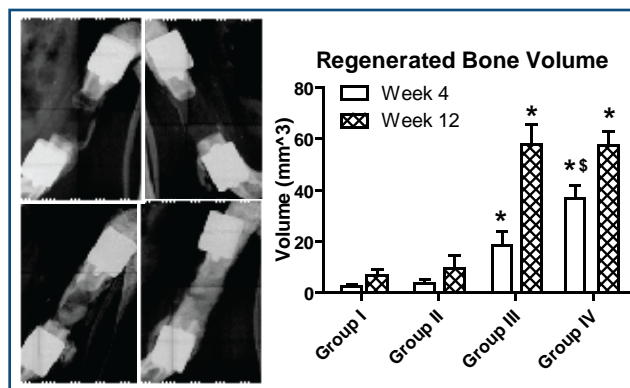 Regenerated Bone Volume
Week 4
Week 12
Volume (mm^3)
80
60
40
20
0
*
*
* $
*
Group I
Group II
Group III
Group IV